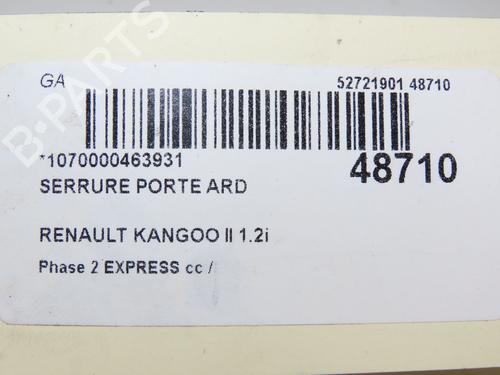 B-PARTS
GA
52721901 48710
*1070000463931
48710
SERRURE PORTE ARD
RENAULT KANGOO II 1.2i
Phase 2 EXPRESS cc /